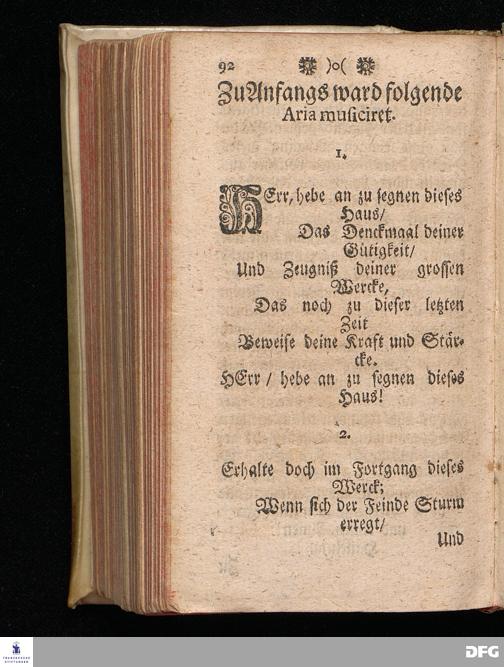 92 )o(
Zu Anfangs ward folgende
Aria musiciret.
1.
HErr, hebe an zu segnen dieses
Haus/
Das Denckmaal deiner
Gütigkeit/
Und Zeugniß deiner grossen
Wercke,
Das noch zu dieser letzten
Zeit
Beweise deine Kraft und Stär-
cke.
HErr / hebe an zu segnen dieses
Haus!
2.
Erhalte doch im Fortgang dieses
Werck;
Wenn sich der Feinde Sturm
erregt/
Und
DFG